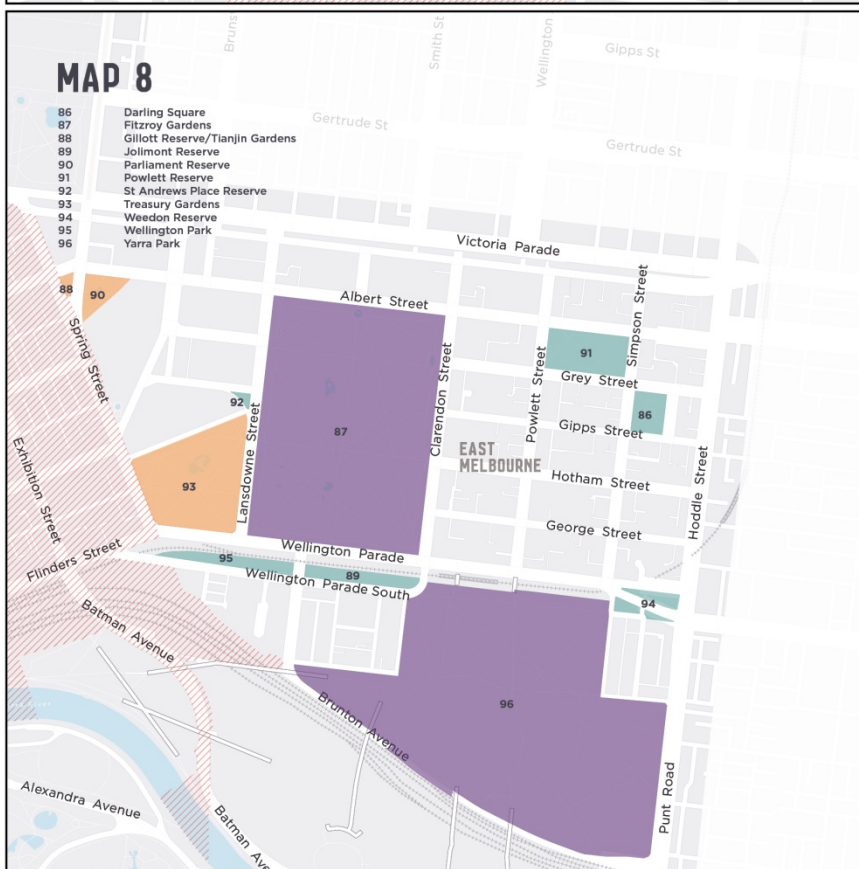 Brunsw
Smith St
Wellington
Gipps St
MAP 8
86 Darling Square
87 Fitzroy Gardens
88 Gillott Reserve/Tianjin Gardens
89 Jolimont Reserve
90 Parliament Reserve
91 Powlett Reserve
92 St Andrews Place Reserve
93 Treasury Gardens
94 Weedon Reserve
95 Wellington Park
96 Yarra Park
Gertrude St
Gertrude St
Victoria Parade
88
90
Albert Street
Simpson Street
Spring Street
91
Grey Street
Clarendon Street
Powlett Street
92
86
Gipps Street
87
EAST
MELBOURNE
Lansdowne Street
93
Hotham Street
Hoddle Street
Exhibition Street
George Street
Flinders Street
Wellington Parade
95
89
Wellington Parade South
94
Batman Avenue
96
Brunton Avenue
Punt Road
Alexandra Avenue
Batman Ave